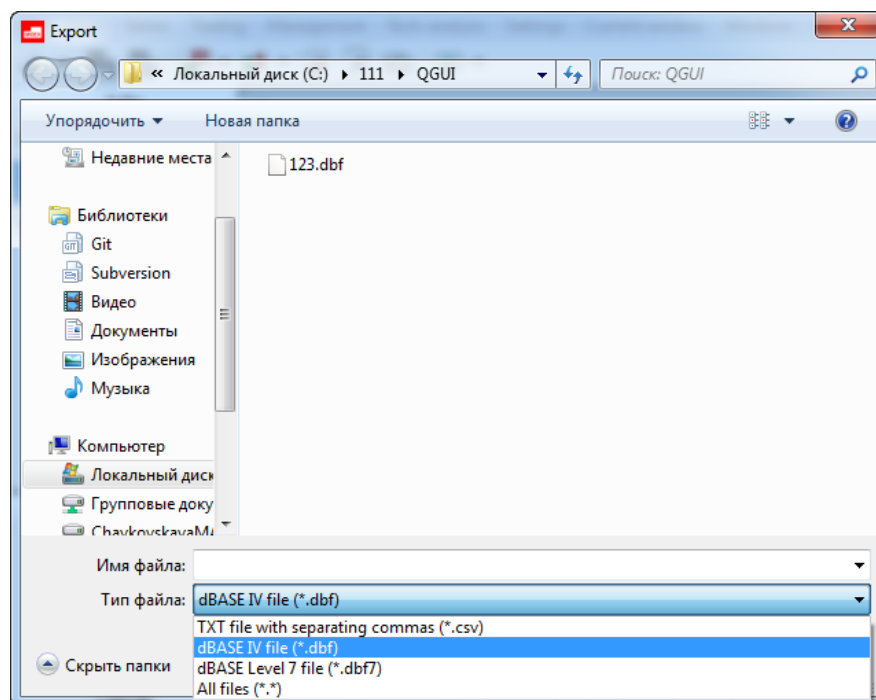 Export
« Локальный диск (C:) ▸ 111 ▸ QGUI
Поиск: QGUI
Упорядочить ▾ Новая папка
Недавние места
123.dbf
Библиотеки
Git
Subversion
Видео
Документы
Изображения
Музыка
Компьютер
Локальный диск
Групповые доку
ChaykovskayaMA
Имя файла:
Тип файла: dBASE IV file (*.dbf)
TXT file with separating commas (*.csv)
dBASE IV file (*.dbf)
dBASE Level 7 file (*.dbf7)
All files (*.*)
Скрыть папки